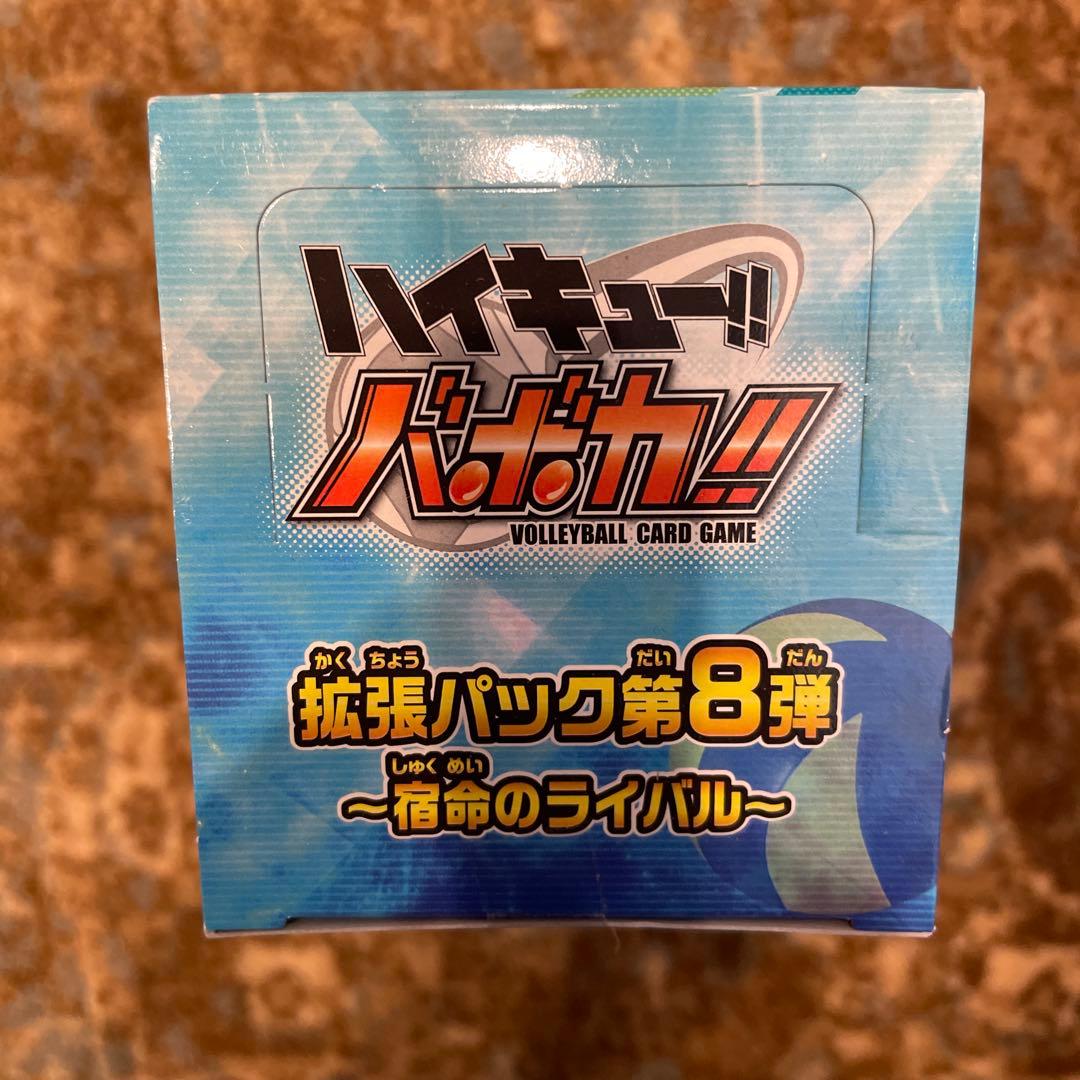 ハイキュー!!
バボカ!!
VOLLEYBALL CARD GAME
かくちょう だい だん
拡張パック第8弾
しゅくめい
~宿命のライバル~